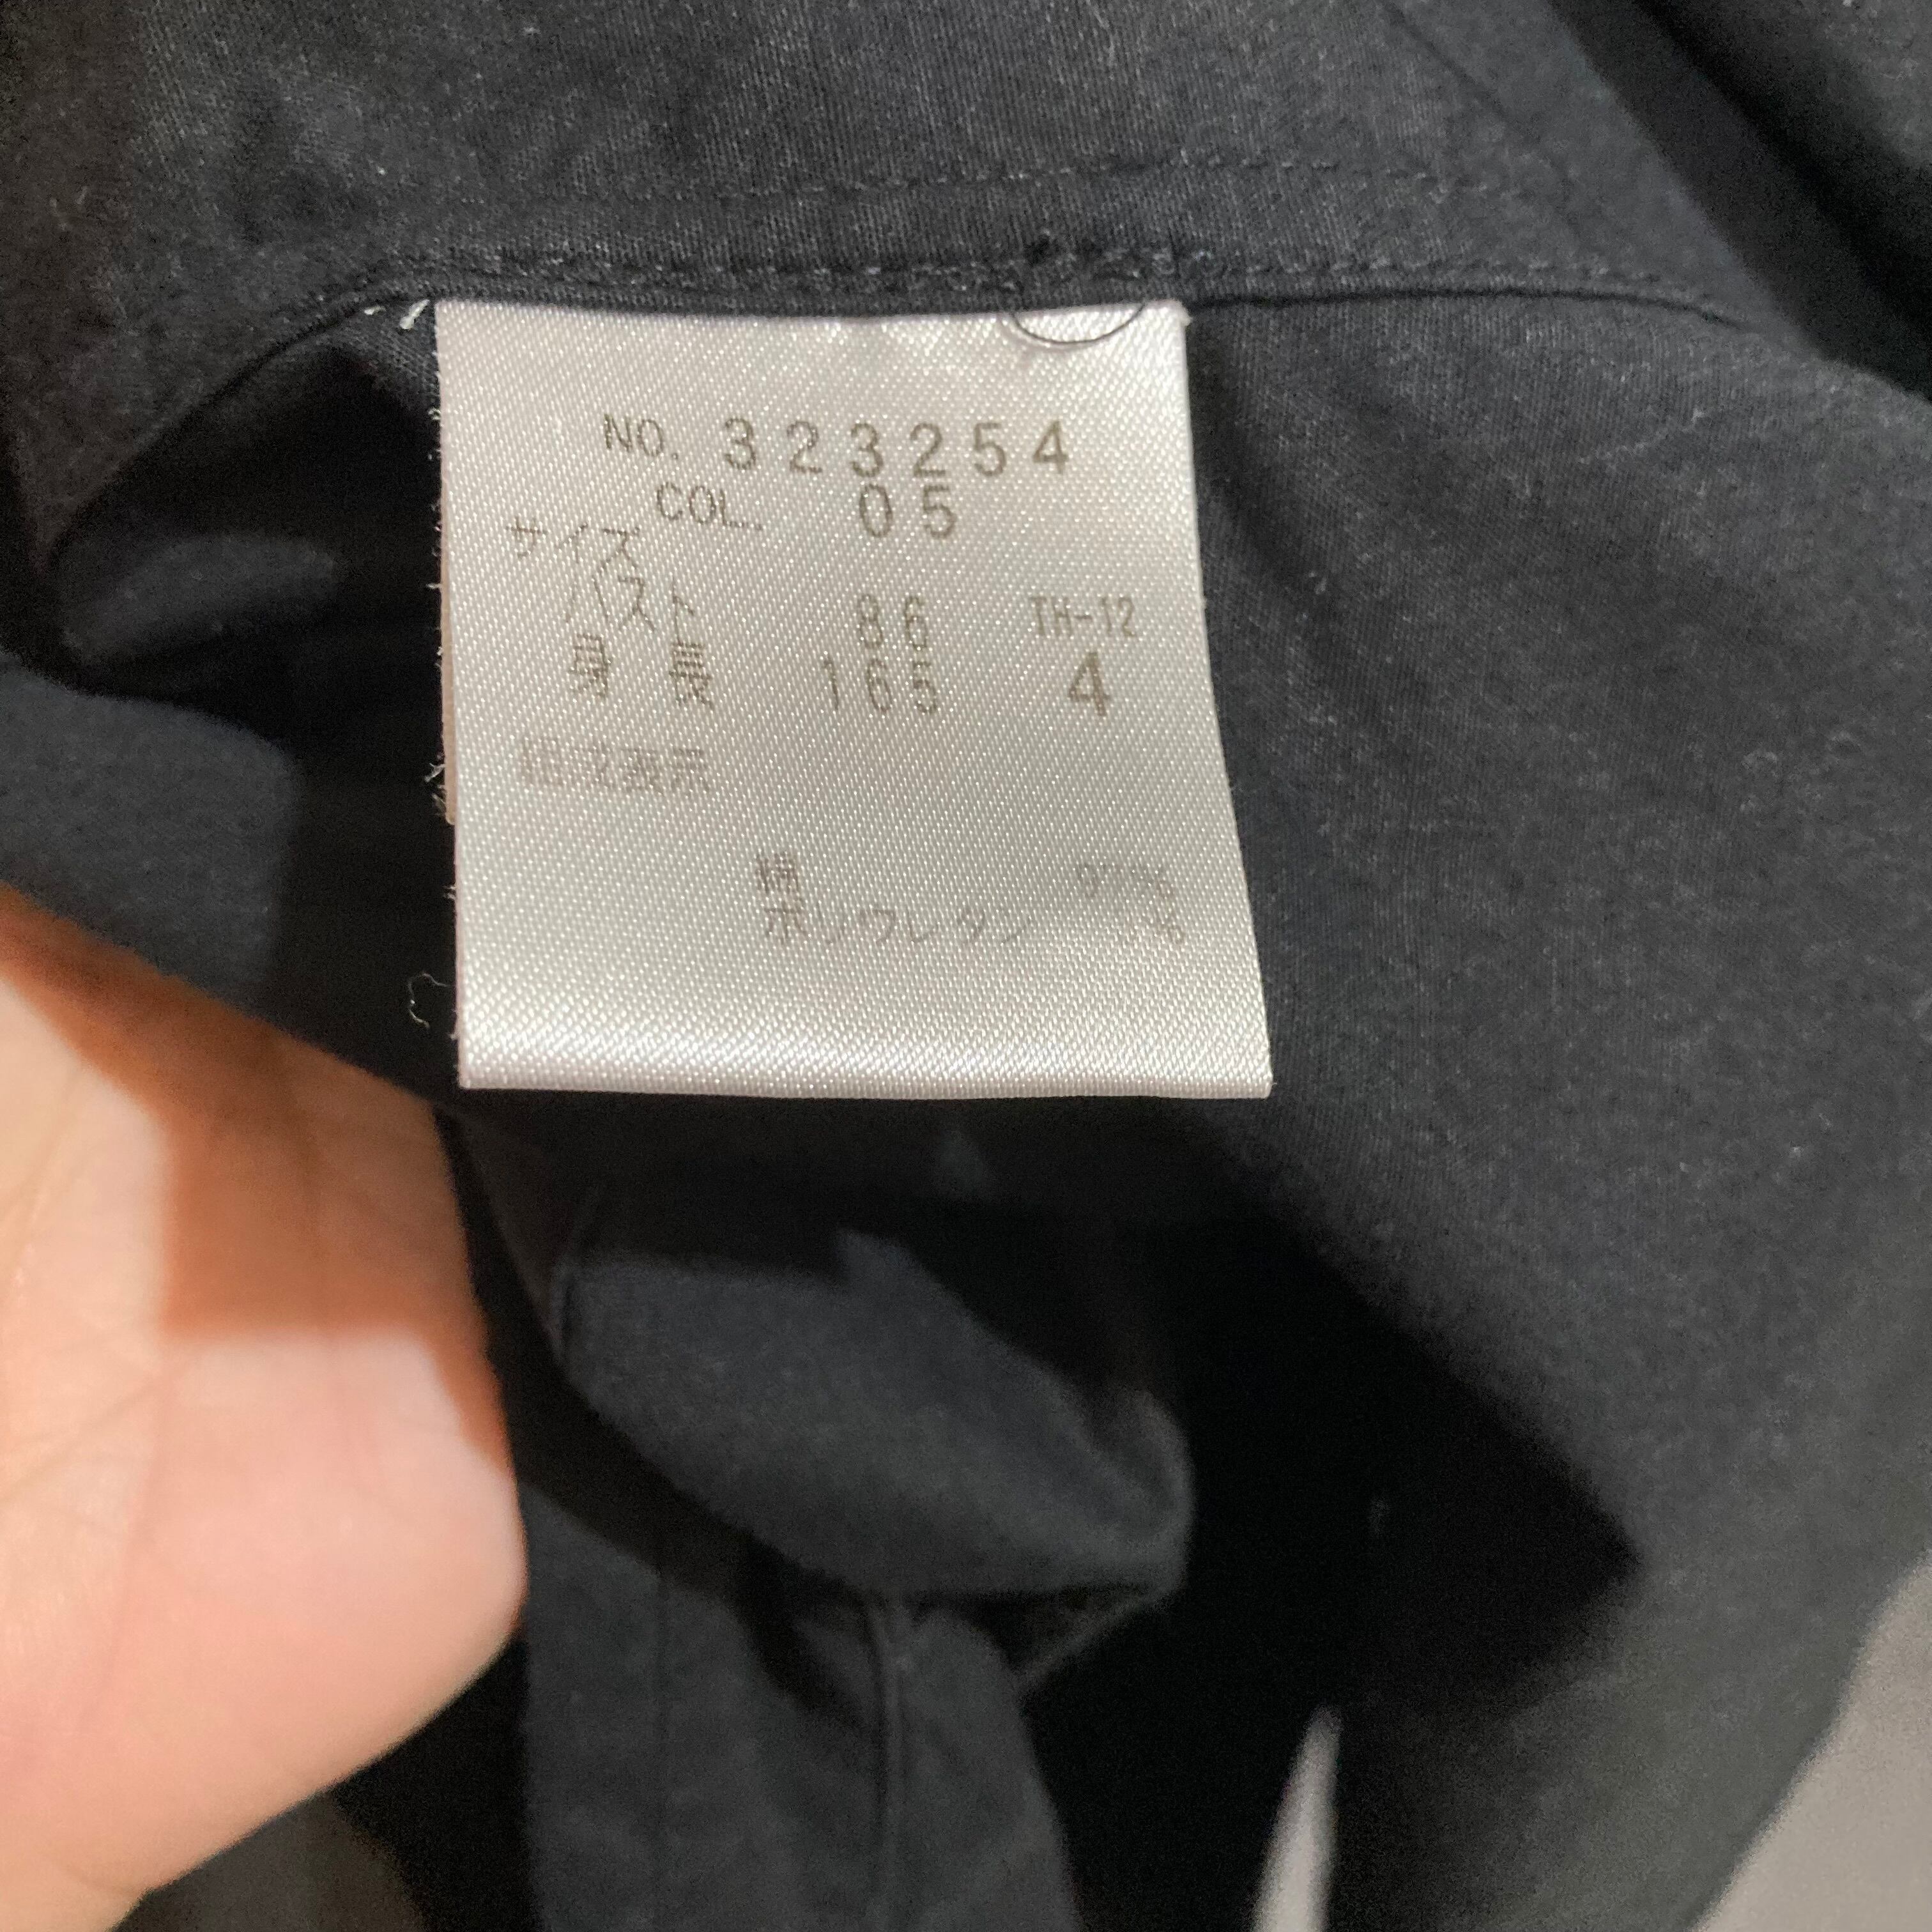 NO. 323254
COL. 05
サイズ
バスト 86 TH-12
身長 165 4
組成表示
綿
ポリウレタン %